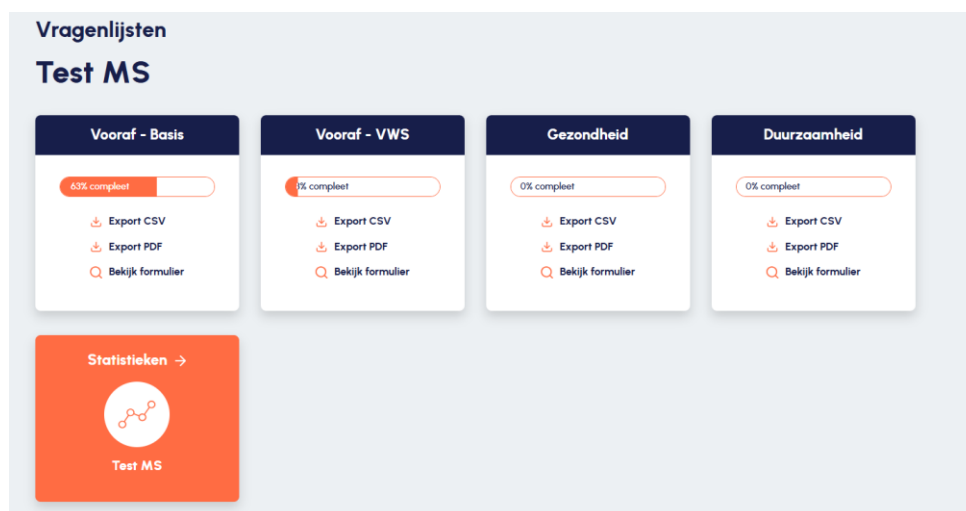 Vragenlijsten
Test MS
Vooraf - Basis
63% compleet
Export CSV
Export PDF
Bekijk formulier
Vooraf - VWS
% compleet
Export CSV
Export PDF
Bekijk formulier
Gezondheid
0% compleet
Export CSV
Export PDF
Bekijk formulier
Duurzaamheid
0% compleet
Export CSV
Export PDF
Bekijk formulier
Statistieken →
Test MS